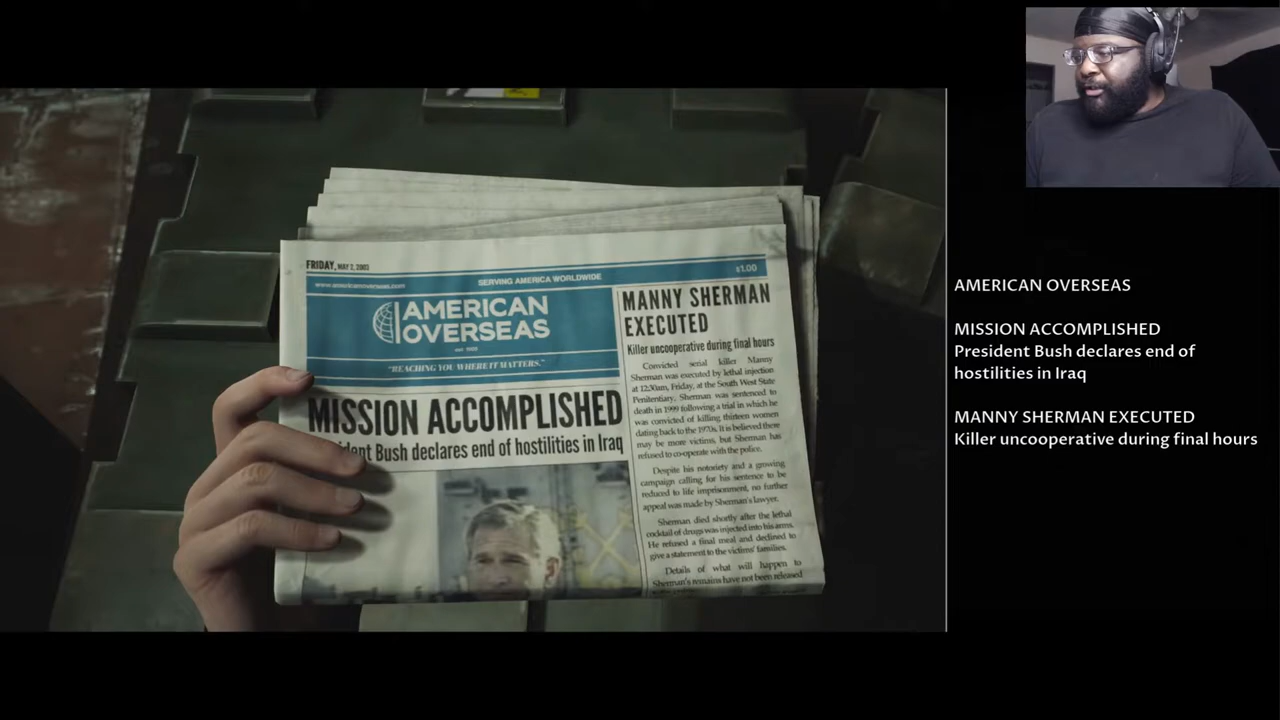 FRIDAY, MAY 2, 2003
www.americanoverseas.com
SERVING AMERICA WORLDWIDE
$1.00
AMERICAN
OVERSEAS
"REACHING YOU WHERE IT MATTERS."
MISSION ACCOMPLISHED
dent Bush declares end of hostilities in Iraq
MANNY SHERMAN
EXECUTED
Killer uncooperative during final hours
Convicted serial killer Manny
Sherman was executed by lethal injection
at 12:30am, Friday, at the South West State
Penitentiary. Sherman was sentenced to
death in 1999 following a trial in which he
was convicted of killing thirteen women
dating back to the 1970s. It is believed there
may be more victims, but Sherman has
refused to co-operate with the police.
Despite his notoriety and a growing
campaign calling for his sentence to be
reduced to life imprisonment, no further
appeal was made by Sherman's lawyer.
Sherman died shortly after the lethal
cocktail of drugs was injected into his arms.
He refused a final meal and declined to
give a statement to the victims' families.
Details of what will happen to
Sherman's remains have not been released
AMERICAN OVERSEAS
MISSION ACCOMPLISHED
President Bush declares end of
hostilities in Iraq
MANNY SHERMAN EXECUTED
Killer uncooperative during final hours